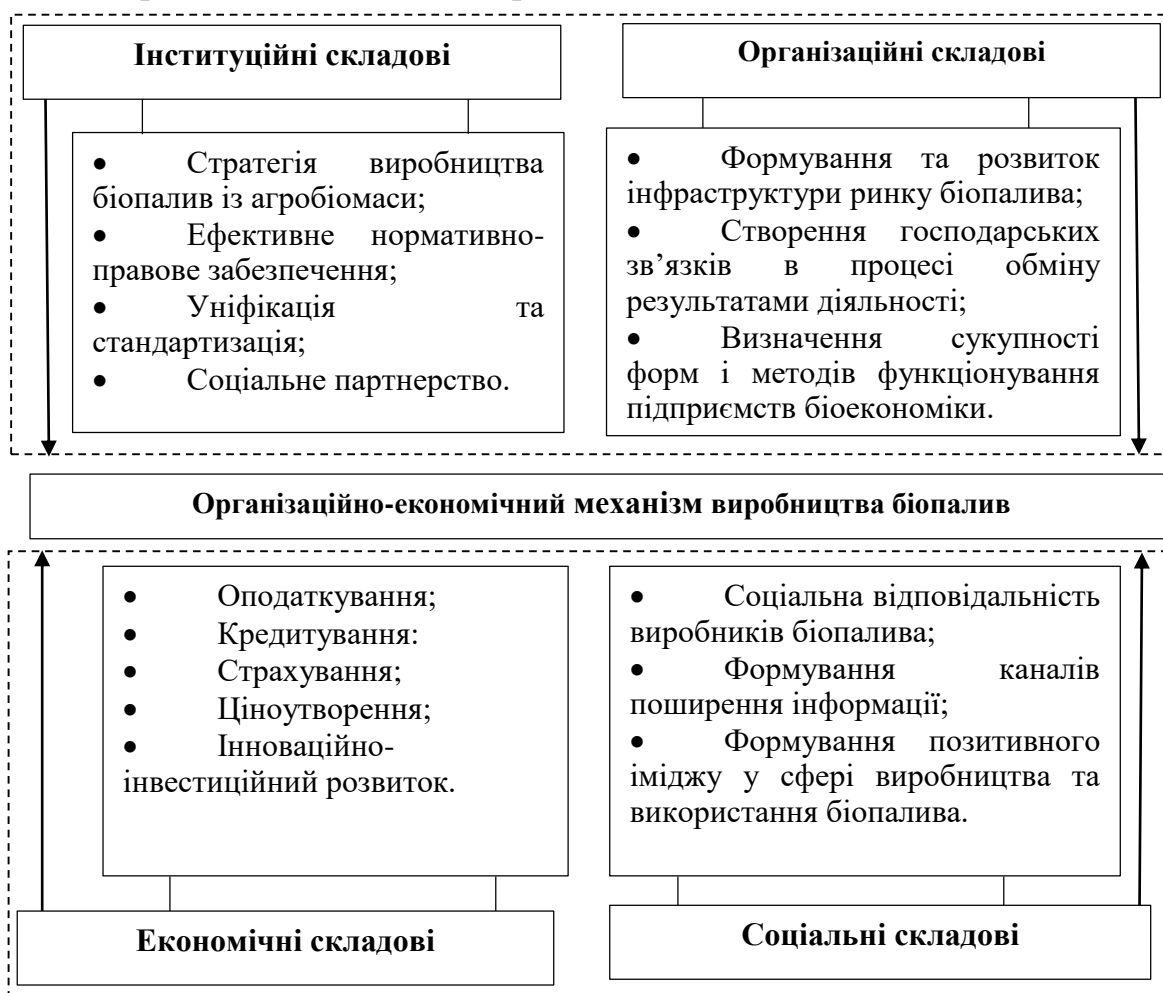 Інституційні складові
Організаційні складові
• Стратегія виробництва
біопалив із агробіомаси;
• Ефективне нормативно-
правове забезпечення;
• Уніфікація та
стандартизація;
• Соціальне партнерство.
• Формування та розвиток
інфраструктури ринку біопалива;
• Створення господарських
зв’язків в процесі обміну
результатами діяльності;
• Визначення сукупності
форм і методів функціонування
підприємств біоекономіки.
Організаційно-економічний механізм виробництва біопалив
• Оподаткування;
• Кредитування:
• Страхування;
• Ціноутворення;
• Інноваційно-
інвестиційний розвиток.
• Соціальна відповідальність
виробників біопалива;
• Формування каналів
поширення інформації;
• Формування позитивного
іміджу у сфері виробництва та
використання біопалива.
Економічні складові
Соціальні складові